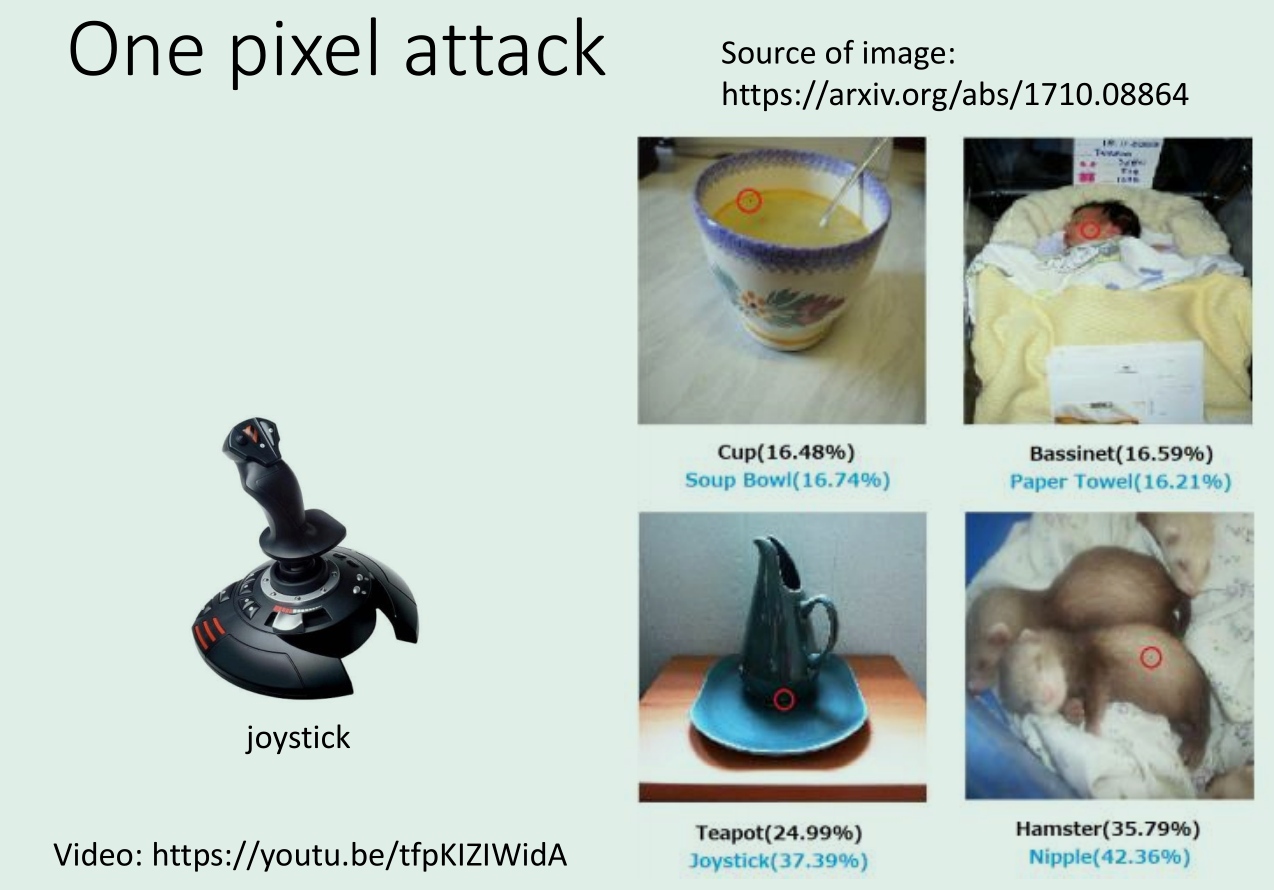 One pixel attack
Source of image:
https://arxiv.org/abs/1710.08864
Cup(16.48%)
Soup Bowl(16.74%)
Bassinet(16.59%)
Paper Towel(16.21%)
joystick
Teapot(24.99%)
Joystick(37.39%)
Hamster(35.79%)
Nipple(42.36%)
Video: https://youtu.be/tfpKIZIWidA